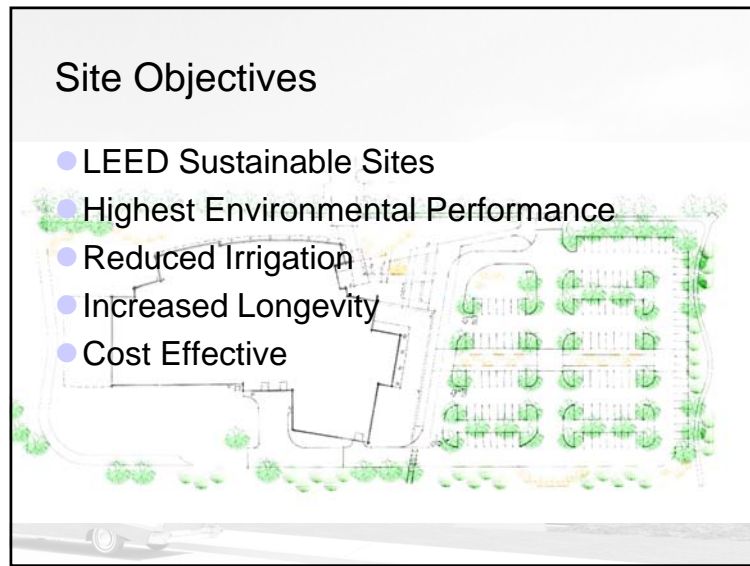 Site Objectives
LEED Sustainable Sites
Highest Environmental Performance
Reduced Irrigation
Increased Longevity
Cost Effective